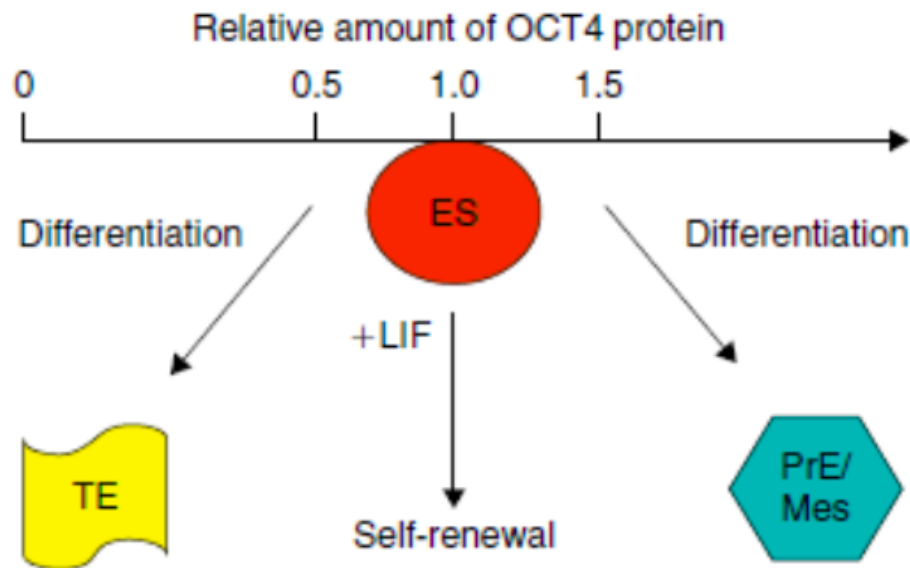 Relative amount of OCT4 protein
0 0.5 1.0 1.5
ES
Differentiation Differentiation
+LIF
TE
PrE/
Mes
Self-renewal